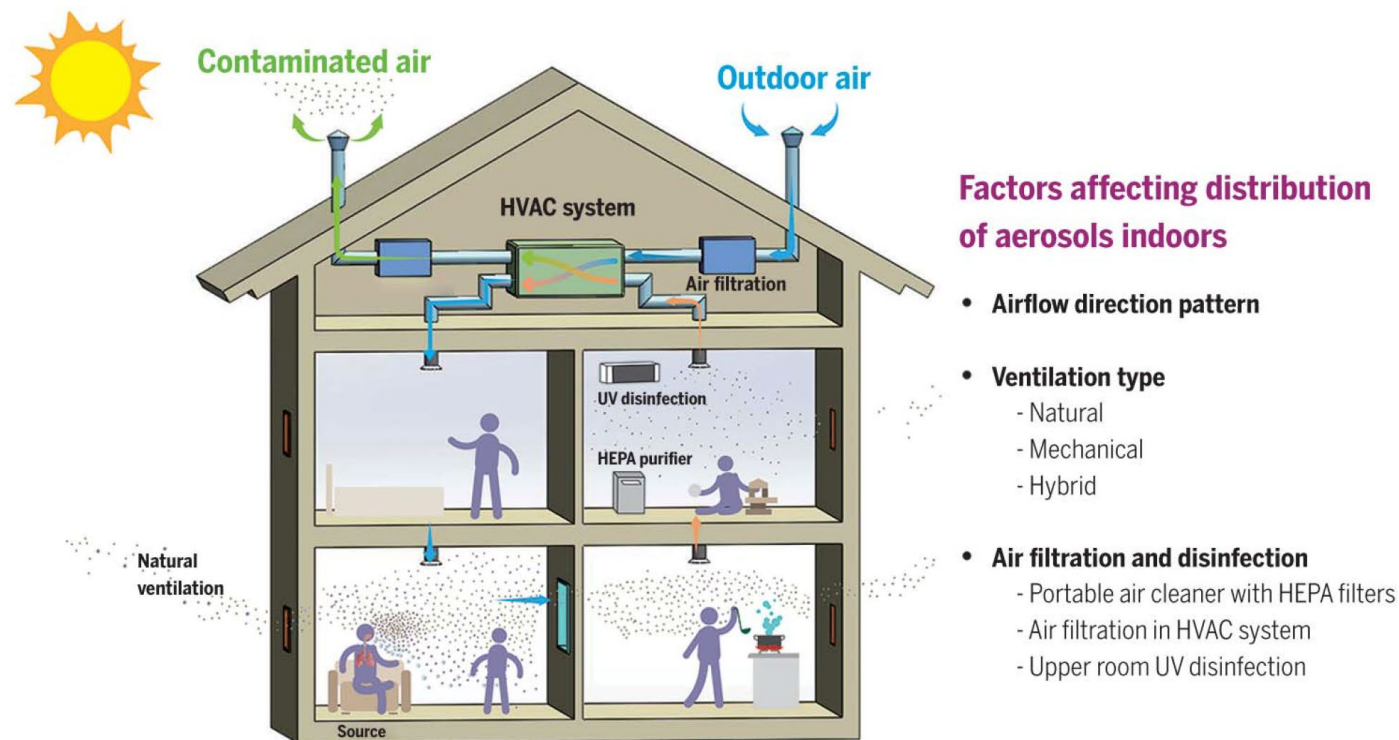 Contaminated air
Outdoor air
HVAC system
Air filtration
UV disinfection
HEPA purifier
Natural
ventilation
Source
Factors affecting distribution
of aerosols indoors
• Airflow direction pattern
• Ventilation type
- Natural
- Mechanical
- Hybrid
• Air filtration and disinfection
- Portable air cleaner with HEPA filters
- Air filtration in HVAC system
- Upper room UV disinfection